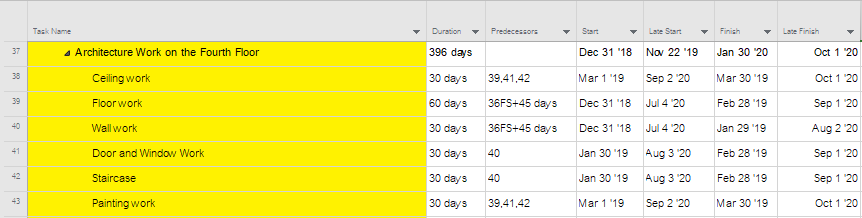 Task Name Duration Predecessors Start Late Start Finish Late Finish
37 Architecture Work on the Fourth Floor 396 days Dec 31 '18 Nov 22 '19 Jan 30 '20 Oct 1 '20
38 Ceiling work 30 days 39,41,42 Mar 1 '19 Sep 2 '20 Mar 30 '19 Oct 1 '20
39 Floor work 60 days 36FS+45 days Dec 31 '18 Jul 4 '20 Feb 28 '19 Sep 1 '20
40 Wall work 30 days 36FS+45 days Dec 31 '18 Jul 4 '20 Jan 29 '19 Aug 2 '20
41 Door and Window Work 30 days 40 Jan 30 '19 Aug 3 '20 Feb 28 '19 Sep 1 '20
42 Staircase 30 days 40 Jan 30 '19 Aug 3 '20 Feb 28 '19 Sep 1 '20
43 Painting work 30 days 39,41,42 Mar 1 '19 Sep 2 '20 Mar 30 '19 Oct 1 '20